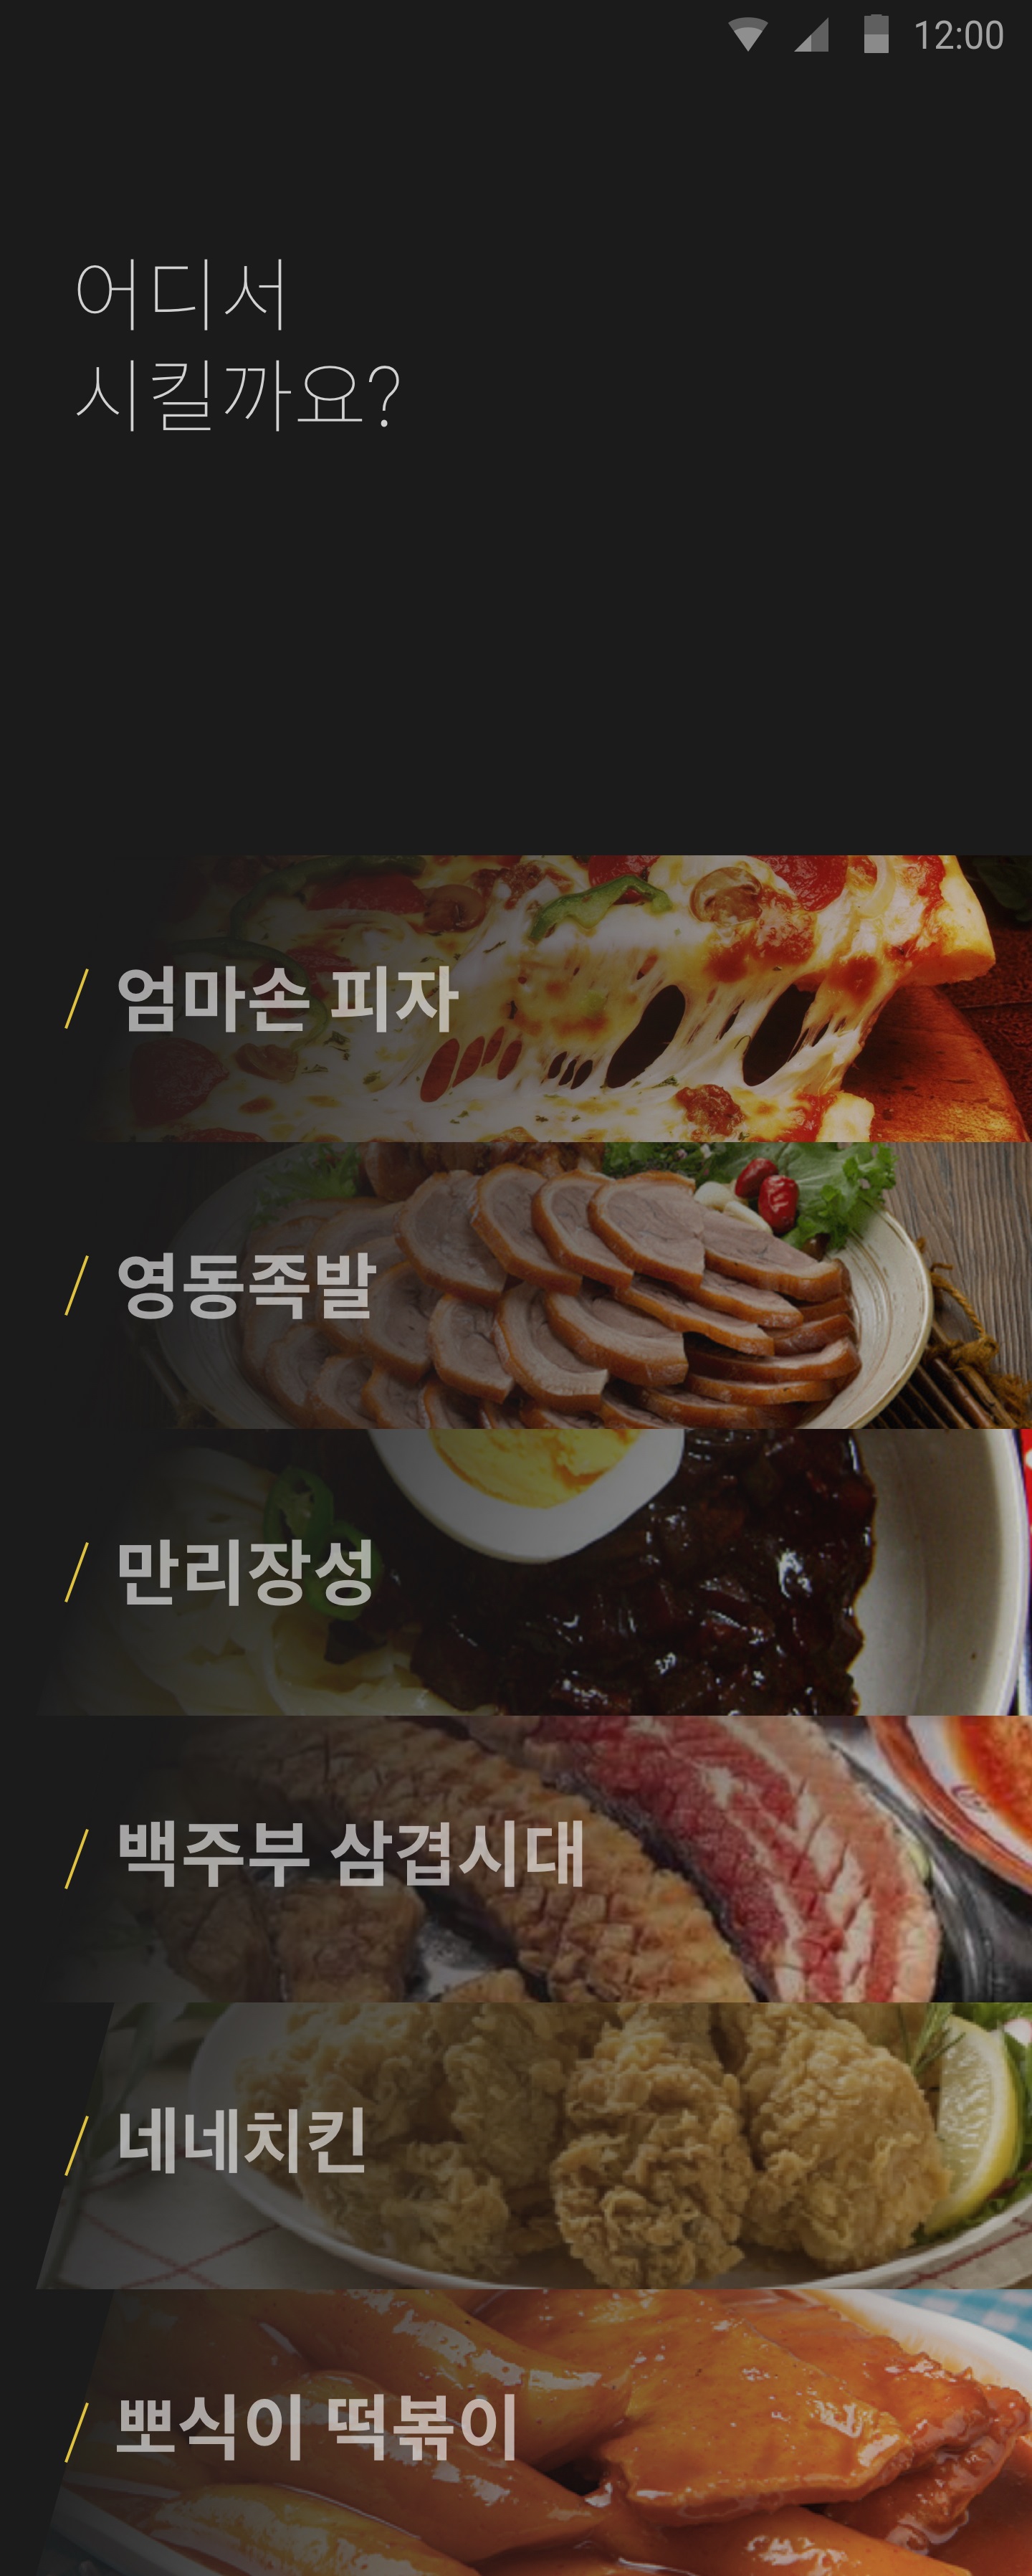 12:00
어디서
시킬까요?
엄마손 피자
영동족발
만리장성
백주부 삼겹시대
네네치킨
뽀식이 떡볶이